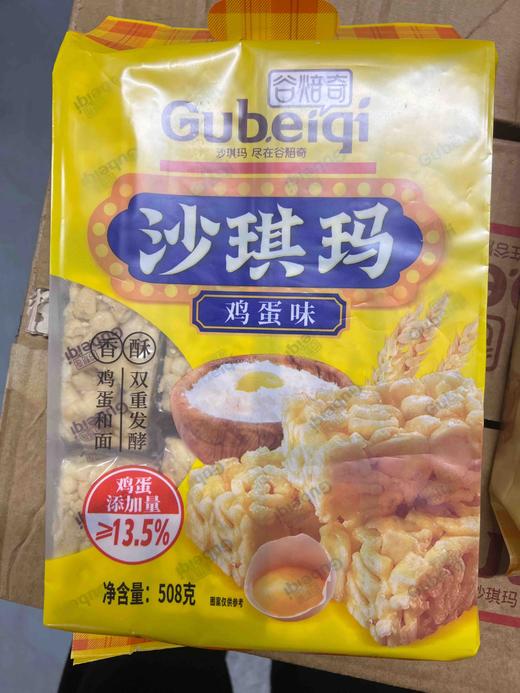 谷焙奇
Gubeiqi
沙琪玛 尽在谷焙奇
沙琪玛
鸡蛋味
香 酥
鸡蛋和面
双重发酵
鸡蛋
添加量
≥13.5%
净含量：508克
图案仅供参考
沙琪玛